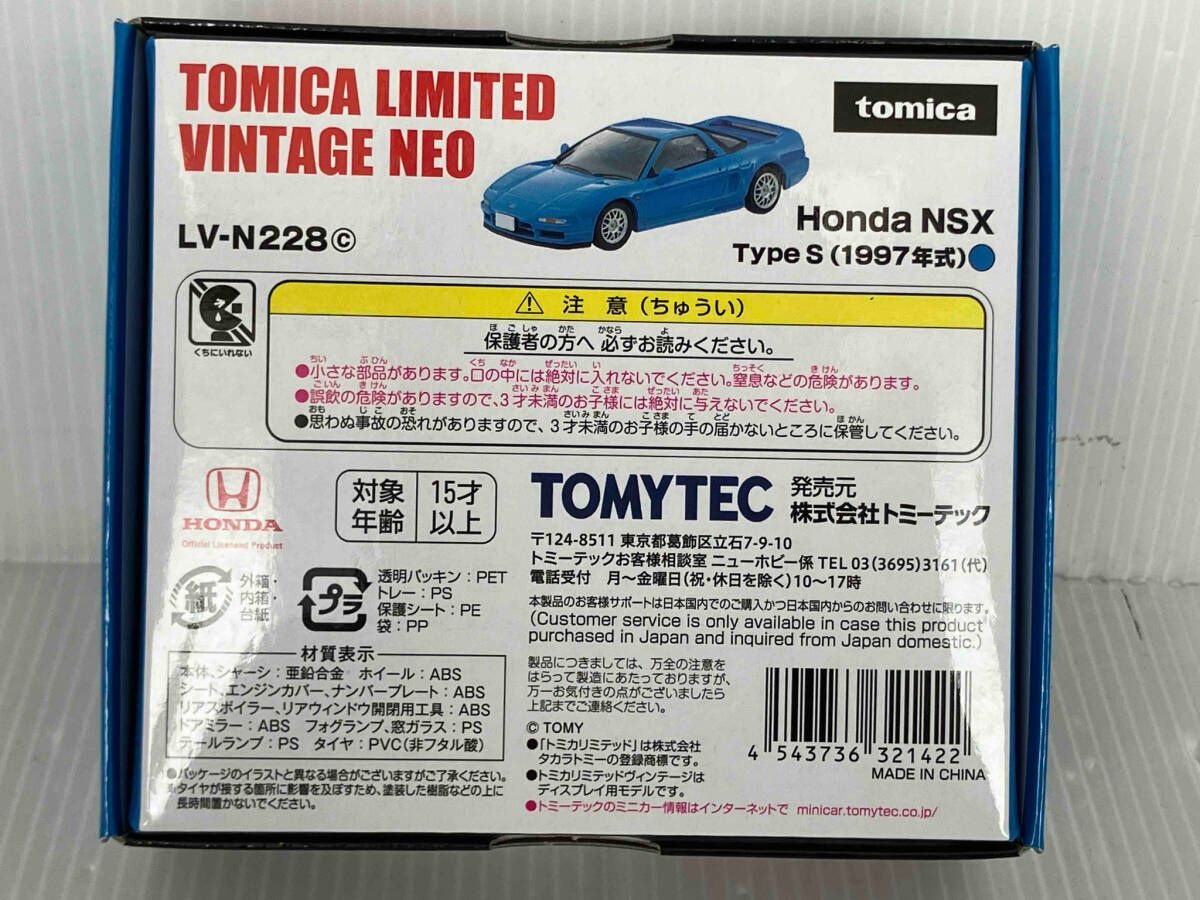 TOMICA LIMITED
VINTAGE NEO
tomica
LV-N228©
Honda NSX
Type S (1997年式)
くちにいれない
⚠ 注 意 (ちゅうい)
保護者の方へ 必ずお読みください。
●小さな部品があります。口の中には絶対に入れないでください。窒息などの危険があります。
●誤飲の危険がありますので、3才未満のお子様には絶対に与えないでください。
●思わぬ事故の恐れがありますので、3才未満のお子様の手の届かないところに保管してください。
HONDA
Official Licensed Product
対象
年齢
15才
以上
TOMYTEC
発売元
株式会社トミーテック
〒124-8511 東京都葛飾区立石7-9-10
トミーテックお客様相談室 ニューホビー係 TEL 03(3695)3161(代)
電話受付 月〜金曜日(祝・休日を除く)10〜17時
紙
外箱・
内箱・
台紙
プラ
透明パッキン:PET
トレー:PS
保護シート:PE
袋:PP
本製品のお客様サポートは日本国内でのご購入かつ日本国内からのお問い合わせに限ります。
(Customer service is only available in case this product
purchased in Japan and inquired from Japan domestic.)
材質表示
本体、シャーシ:亜鉛合金 ホイール:ABS
シート、エンジンカバー、ナンバープレート:ABS
リアスポイラー、リアウィンドウ開閉用工具:ABS
ドアミラー:ABS フォグランプ、窓ガラス:PS
テールランプ:PS タイヤ:PVC(非フタル酸)
●パッケージのイラストと異なる場合がございますがご了承ください。
※タイヤが接する箇所に影響を及ぼすため、塗装した樹脂などの上に
長時間置かないでください。
製品につきましては、万全の注意を
はらって製造にあたっておりますが、
万一お気付きの点がございましたら
上記までご連絡ください。
© TOMY
●「トミカリミテッド」は株式会社
タカラトミーの登録商標です。
●トミカリミテッドヴィンテージは
ディスプレイ用モデルです。
●トミーテックのミニカー情報はインターネットで minicar.tomytec.co.jp/
4 543736 321422
MADE IN CHINA